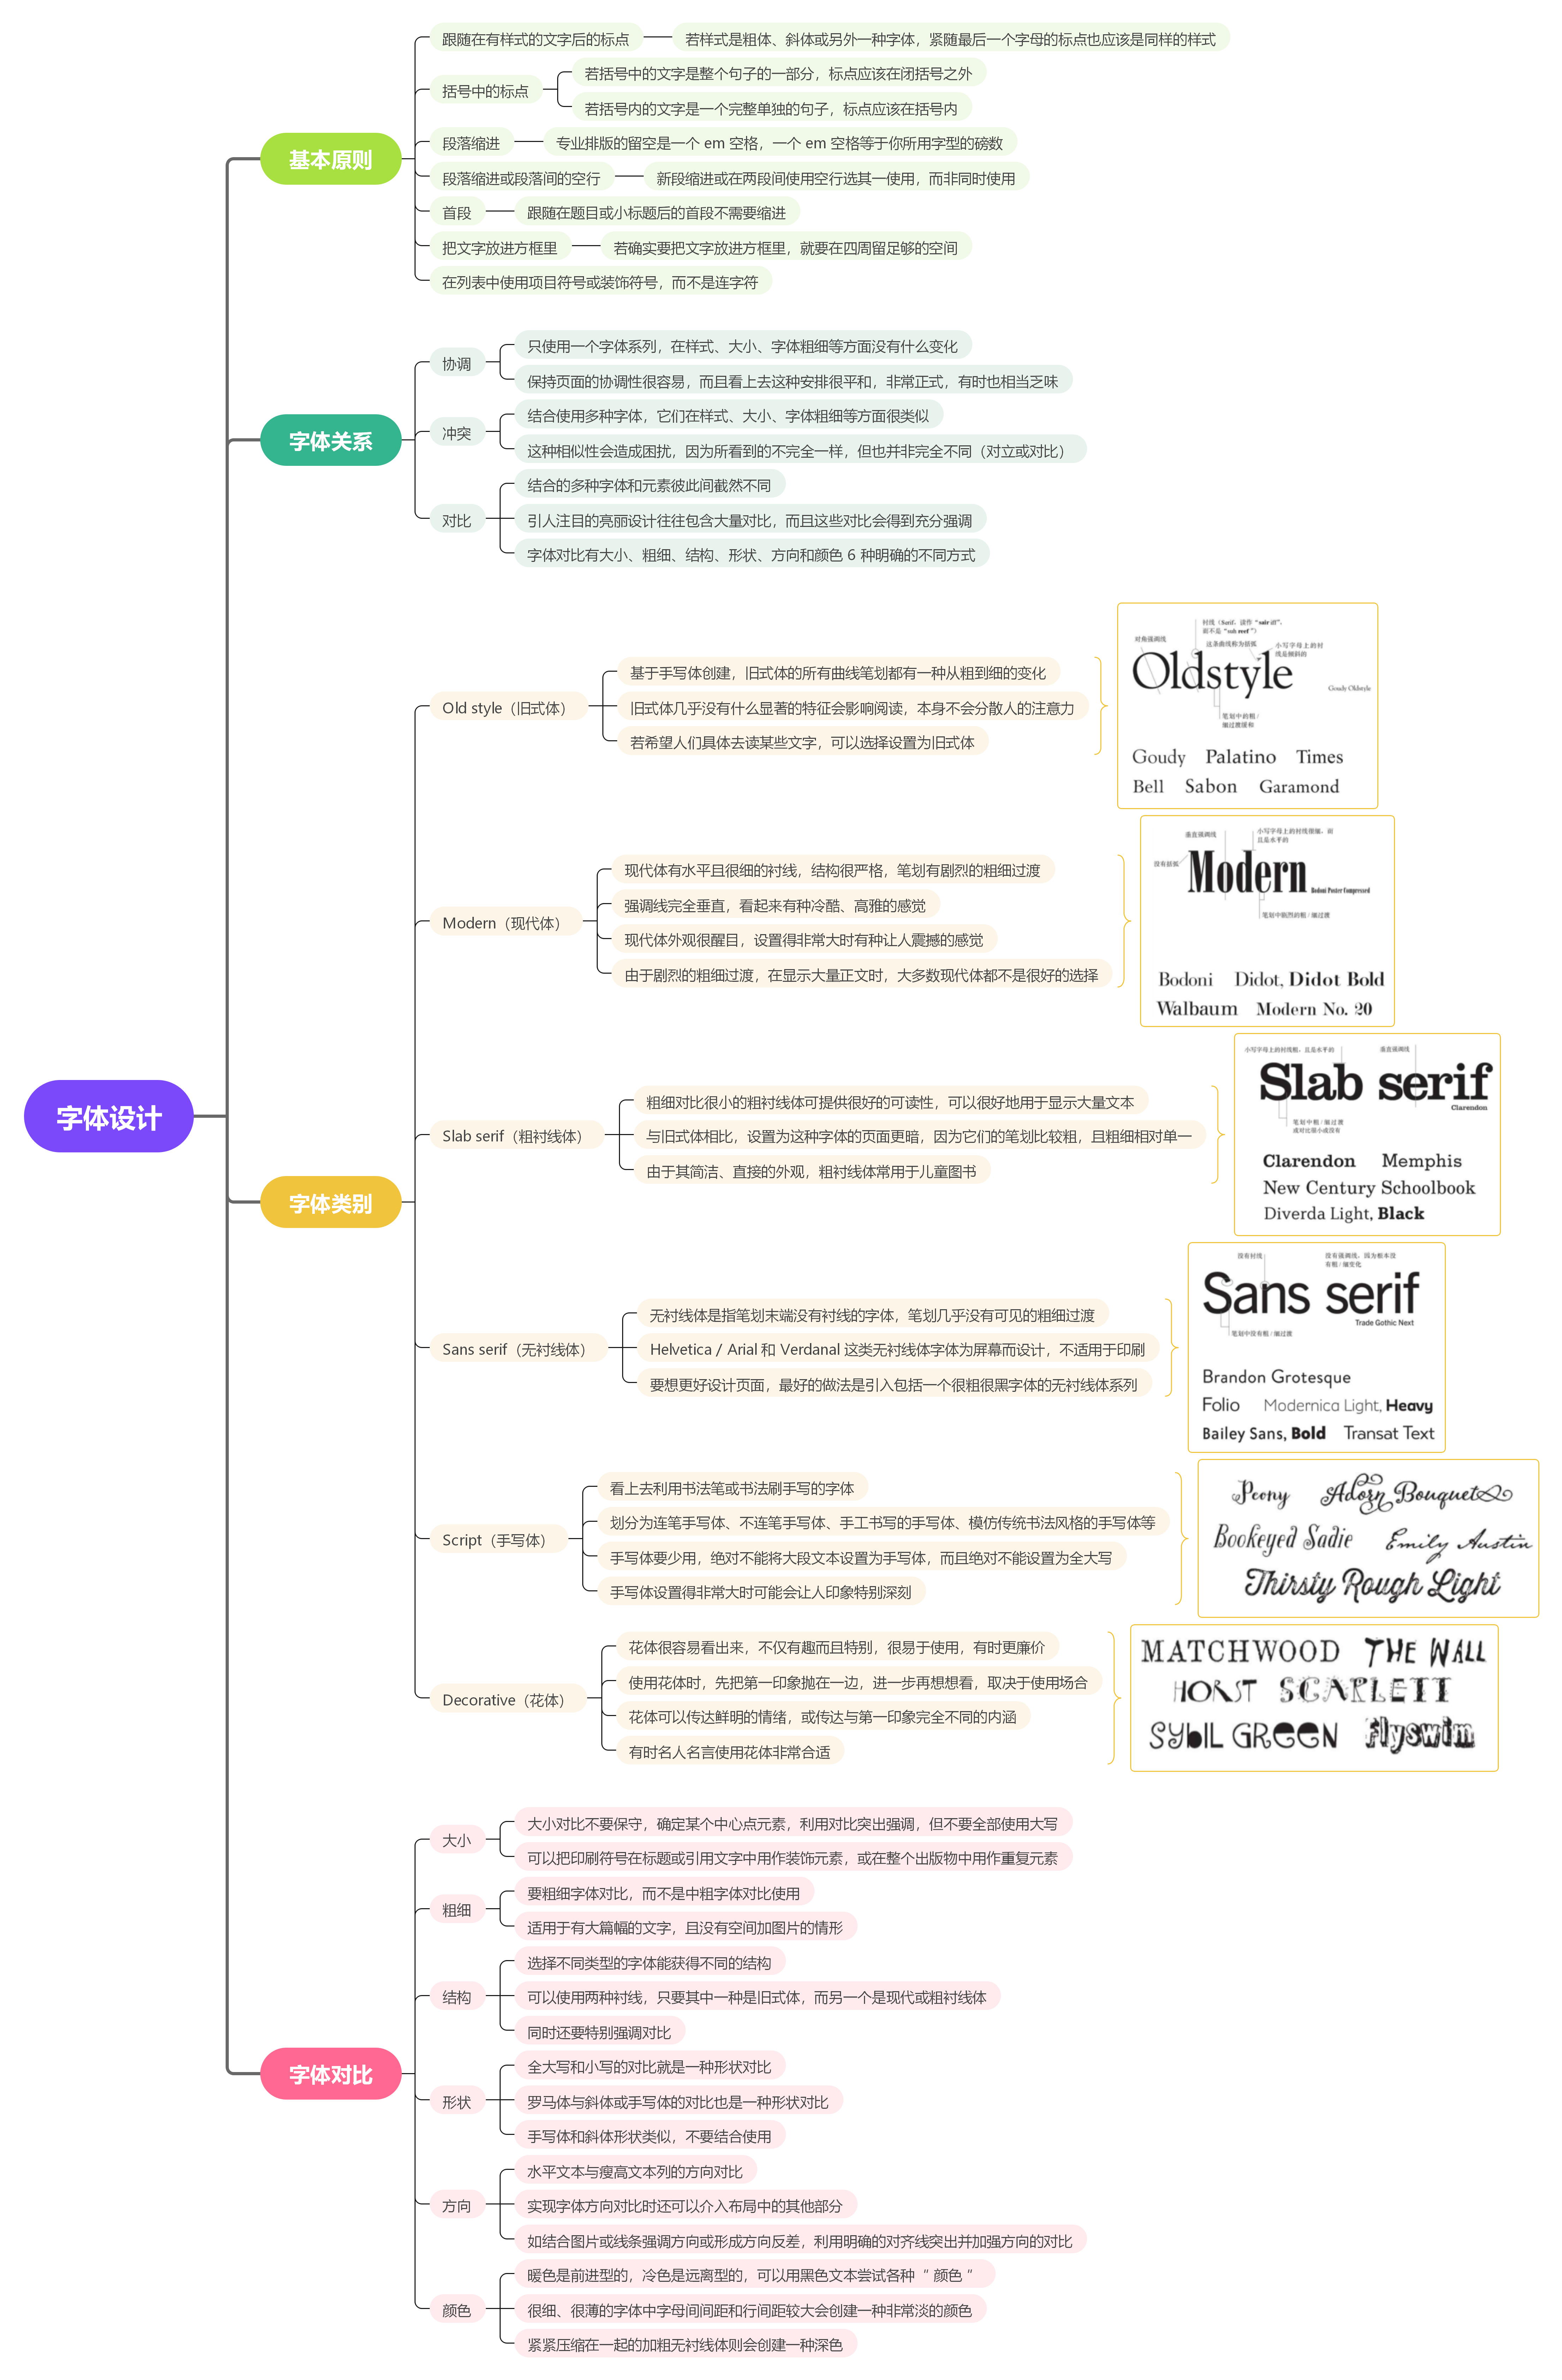 字体设计
基本原则
跟随在有样式的文字后的标点
若样式是粗体、斜体或另外一种字体，紧随最后一个字母的标点也应该是同样的样式
括号中的标点
若括号中的文字是整个句子的一部分，标点应该在闭括号之外
若括号内的文字是一个完整单独的句子，标点应该在括号内
段落缩进
专业排版的留空是一个 em 空格，一个 em 空格等于你所用字型的磅数
段落缩进或段落间的空行
新段缩进或在两段间使用空行选其一使用，而非同时使用
首段
跟随在题目或小标题后的首段不需要缩进
把文字放进方框里
若确实要把文字放进方框里，就要在四周留足够的空间
在列表中使用项目符号或装饰符号，而不是连字符
字体关系
协调
只使用一个字体系列，在样式、大小、字体粗细等方面没有什么变化
保持页面的协调性很容易，而且看上去这种安排很平和，非常正式，有时也相当乏味
冲突
结合使用多种字体，它们在样式、大小、字体粗细等方面很类似
这种相似性会造成困扰，因为所看到的不完全一样，但也并非完全不同（对立或对比）
对比
结合的多种字体和元素彼此间截然不同
引人注目的亮丽设计往往包含大量对比，而且这些对比会得到充分强调
字体对比有大小、粗细、结构、形状、方向和颜色 6 种明确的不同方式
字体类别
Old style（旧式体）
基于手写体创建，旧式体的所有曲线笔划都有一种从粗到细的变化
旧式体几乎没有什么显著的特征会影响阅读，本身不会分散人的注意力
若希望人们具体去读某些文字，可以选择设置为旧式体
衬线（Serif，读作“sair iff”，
而不是“suh reef”）
对角强调线
这条曲线称为括弧
小写字母上的衬
线是倾斜的
Oldstyle
Goudy Oldstyle
笔划中的粗/
细过渡缓和
Goudy Palatino Times
Bell Sabon Garamond
Modern（现代体）
现代体有水平且很细的衬线，结构很严格，笔划有剧烈的粗细过渡
强调线完全垂直，看起来有种冷酷、高雅的感觉
现代体外观很醒目，设置得非常大时有种让人震撼的感觉
由于剧烈的粗细过渡，在显示大量正文时，大多数现代体都不是很好的选择
垂直强调线
小写字母上的衬线很细，而
且是水平的
没有括弧
Modern
Bodoni Poster Compressed
笔划中剧烈的粗/细过渡
Bodoni Didot, Didot Bold
Walbaum Modern No. 20
Slab serif（粗衬线体）
粗细对比很小的粗衬线体可提供很好的可读性，可以很好地用于显示大量文本
与旧式体相比，设置为这种字体的页面更暗，因为它们的笔划比较粗，且粗细相对单一
由于其简洁、直接的外观，粗衬线体常用于儿童图书
小写字母上的衬线粗，且是水平的
垂直强调线
Slab serif
Clarendon
笔划中粗/细过渡
或对比很小或没有
Clarendon Memphis
New Century Schoolbook
Diverda Light, Black
Sans serif（无衬线体）
无衬线体是指笔划末端没有衬线的字体，笔划几乎没有可见的粗细过渡
Helvetica / Arial 和 Verdanal 这类无衬线体字体为屏幕而设计，不适用于印刷
要想更好设计页面，最好的做法是引入包括一个很粗很黑字体的无衬线体系列
没有衬线
没有强调线，因为根本没
有粗/细变化
Sans serif
Trade Gothic Next
笔划中没有粗/细过渡
Brandon Grotesque
Folio Modernica Light, Heavy
Bailey Sans, Bold Transat Text
Script（手写体）
看上去利用书法笔或书法刷手写的字体
划分为连笔手写体、不连笔手写体、手工书写的手写体、模仿传统书法风格的手写体等
手写体要少用，绝对不能将大段文本设置为手写体，而且绝对不能设置为全大写
手写体设置得非常大时可能会让人印象特别深刻
Peony Adorn Bouquet
Bookeyed Sadie Emily Austin
Thirsty Rough Light
Decorative（花体）
花体很容易看出来，不仅有趣而且特别，很易于使用，有时更廉价
使用花体时，先把第一印象抛在一边，进一步再想想看，取决于使用场合
花体可以传达鲜明的情绪，或传达与第一印象完全不同的内涵
有时名人名言使用花体非常合适
MATCHWOOD THE WALL
HORST SCARLETT
SYBIL GREEN Flyswim
字体对比
大小
大小对比不要保守，确定某个中心点元素，利用对比突出强调，但不要全部使用大写
可以把印刷符号在标题或引用文字中用作装饰元素，或在整个出版物中用作重复元素
粗细
要粗细字体对比，而不是中粗字体对比使用
适用于有大篇幅的文字，且没有空间加图片的情形
结构
选择不同类型的字体能获得不同的结构
可以使用两种衬线，只要其中一种是旧式体，而另一个是现代或粗衬线体
同时还要特别强调对比
形状
全大写和小写的对比就是一种形状对比
罗马体与斜体或手写体的对比也是一种形状对比
手写体和斜体形状类似，不要结合使用
方向
水平文本与瘦高文本列的方向对比
实现字体方向对比时还可以介入布局中的其他部分
如结合图片或线条强调方向或形成方向反差，利用明确的对齐线突出并加强方向的对比
颜色
暖色是前进型的，冷色是远离型的，可以用黑色文本尝试各种 “ 颜色 “
很细、很薄的字体中字母间间距和行间距较大会创建一种非常淡的颜色
紧紧压缩在一起的加粗无衬线体则会创建一种深色